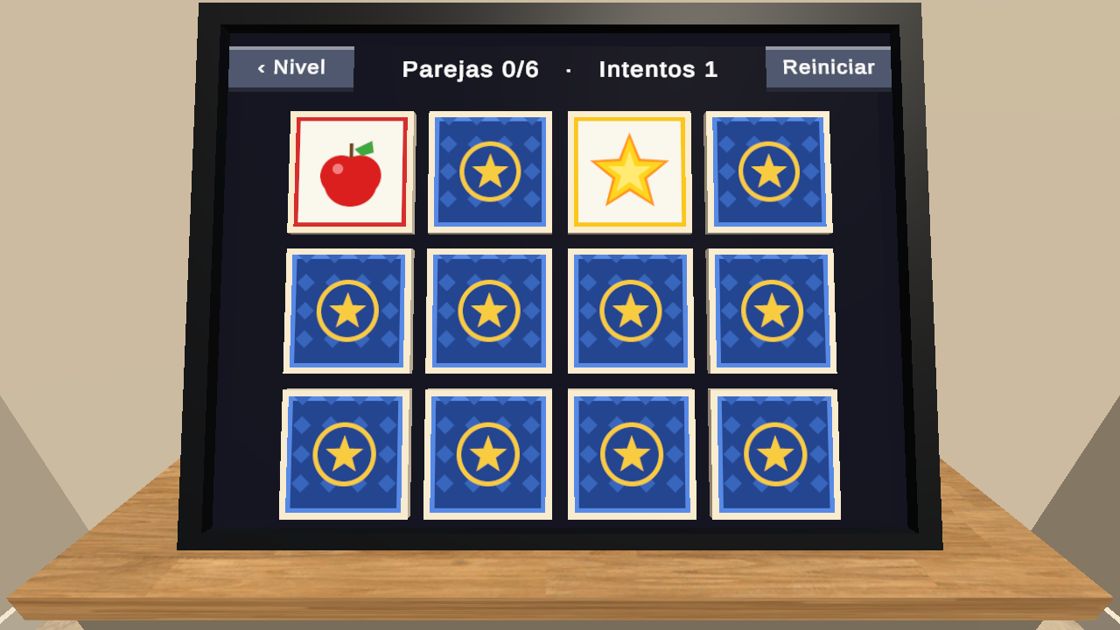 ‹ Nivel
Parejas 0/6 · Intentos 1
Reiniciar